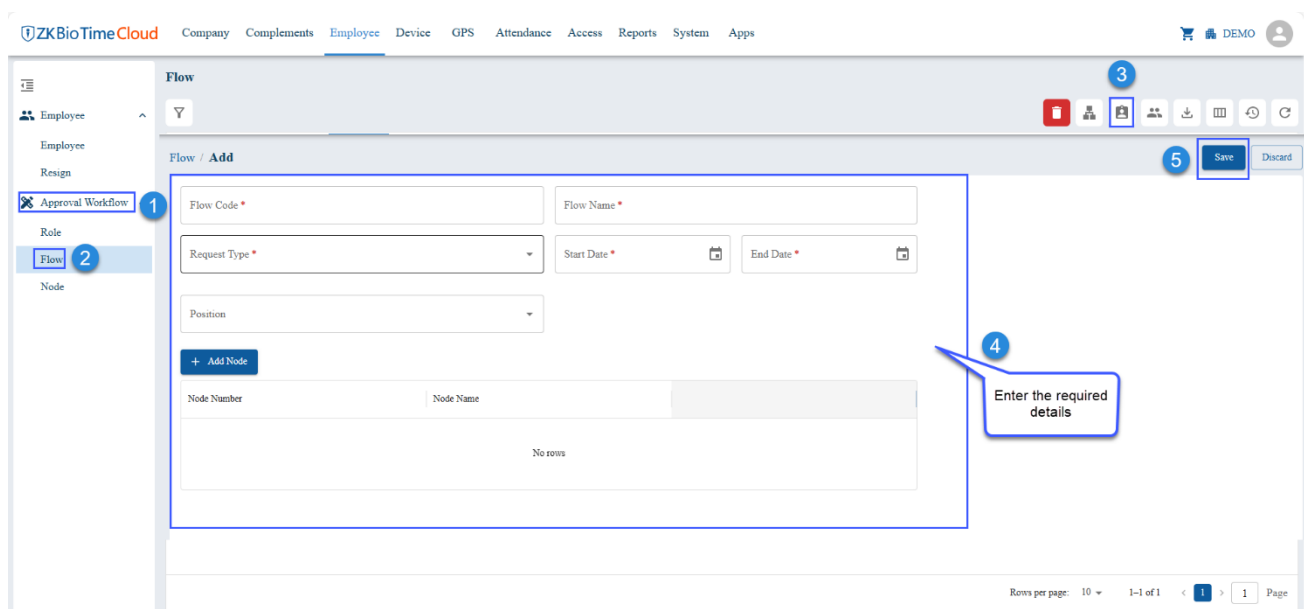 ZKBioTime Cloud Company Complements Employee Device GPS Attendance Access Reports System Apps DEMO
Flow
3
Employee
Employee
Resign
Approval Workflow 1
Role
Flow 2
Node
Flow / Add
5 Save Discard
Flow Code * Flow Name *
Request Type * Start Date * End Date *
Position
+ Add Node
Node Number Node Name
No rows
4
Enter the required
details
Rows per page: 10 1–1 of 1 < 1 > 1 Page